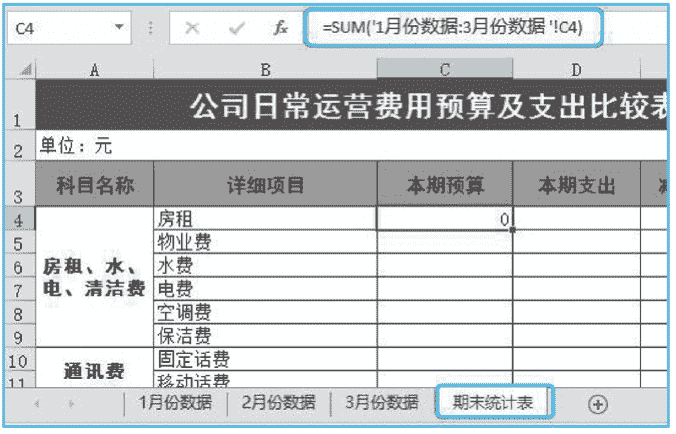 C4 fx =SUM('1月份数据:3月份数据 '!C4)
A B C D
1 公司日常运营费用预算及支出比较表
2 单位：元
3 科目名称 详细项目 本期预算 本期支出
4 房租 0
5 物业费
6 房租、水、 水费
7 电、清洁费 电费
8 空调费
9 保洁费
10 通讯费 固定话费
11 移动话费
1月份数据 2月份数据 3月份数据 期末统计表